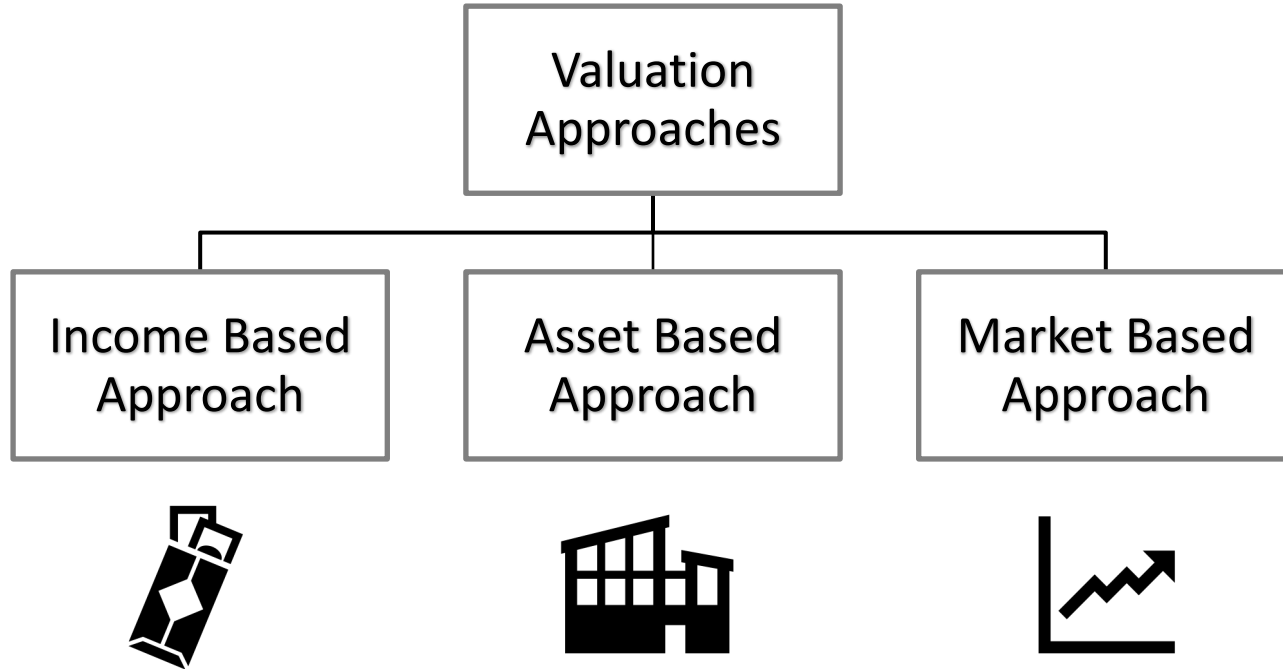 Valuation
Approaches
Income Based
Approach
Asset Based
Approach
Market Based
Approach